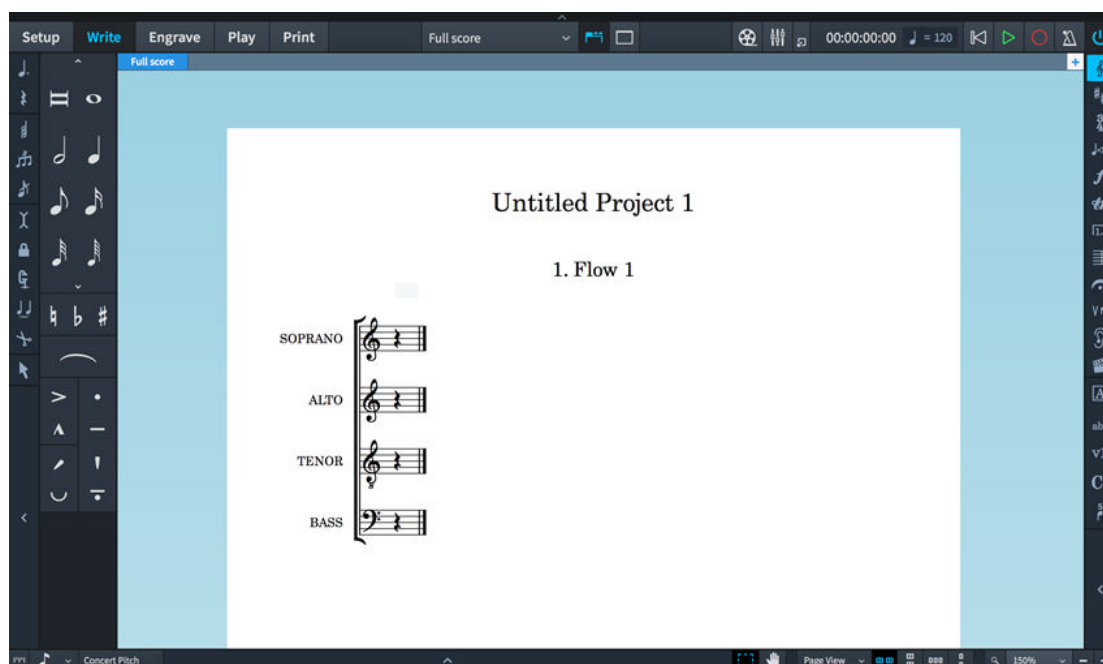 Setup Write Engrave Play Print Full score 00:00:00:00 = 120
Full score
Untitled Project 1
1. Flow 1
SOPRANO
ALTO
TENOR
BASS
Concert Pitch Page View 150%